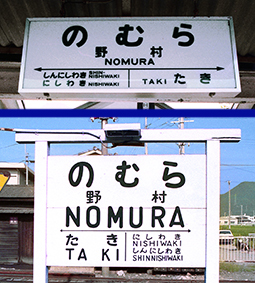 のむら
野村
NOMURA
しんにしわき SHIN-NISHIWAKI
にしわき NISHIWAKI
TAKI たき
のむら
野村
NOMURA
たき
TAKI
にしわき
NISHIWAKI
しんにしわき
SHINNISHIWAKI